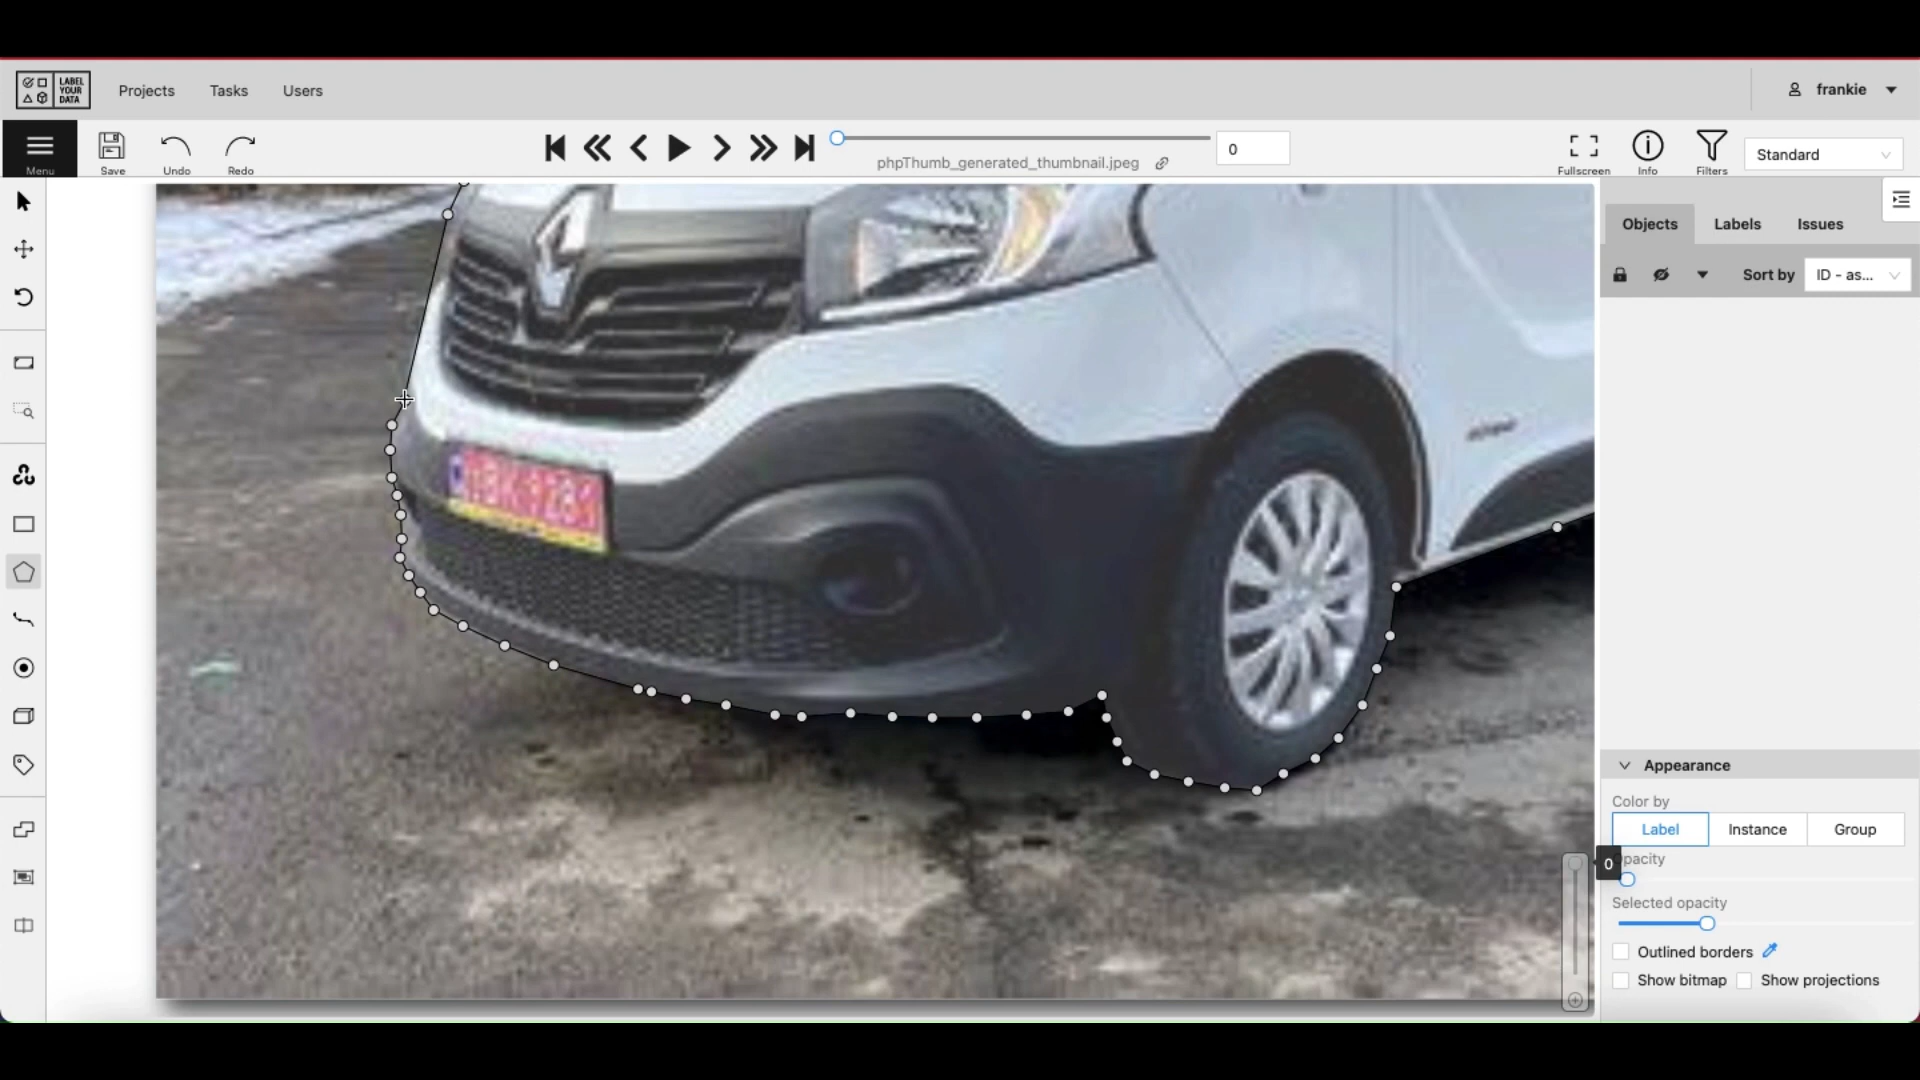 LABEL
YOUR
DATA
Projects
Tasks
Users
frankie
Menu
Save
Undo
Redo
0
phpThumb_generated_thumbnail.jpeg
Fullscreen
Info
Filters
Standard
Objects
Labels
Issues
Sort by
ID - as...
Appearance
Color by
Label
Instance
Group
0
pacity
Selected opacity
Outlined borders
Show bitmap
Show projections